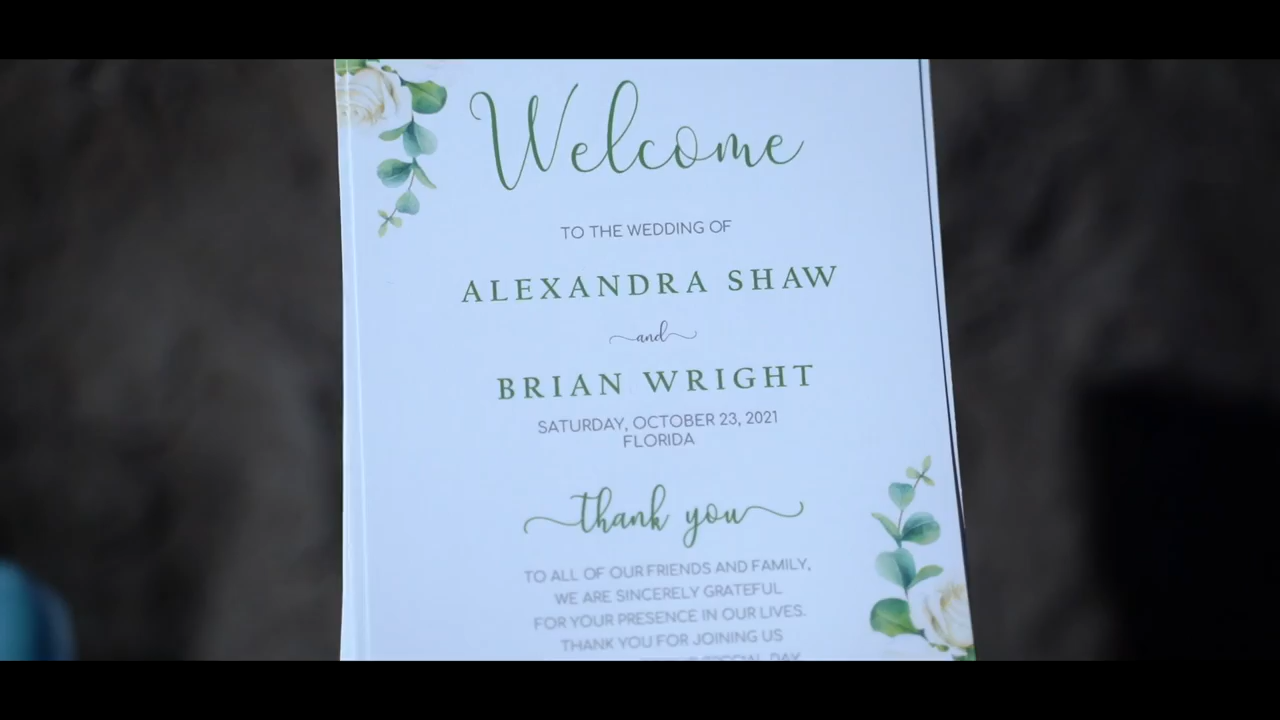 Welcome
TO THE WEDDING OF
ALEXANDRA SHAW
and
BRIAN WRIGHT
SATURDAY, OCTOBER 23, 2021
FLORIDA
thank you
TO ALL OF OUR FRIENDS AND FAMILY,
WE ARE SINCERELY GRATEFUL
FOR YOUR PRESENCE IN OUR LIVES.
THANK YOU FOR JOINING US
SPECIAL DAY